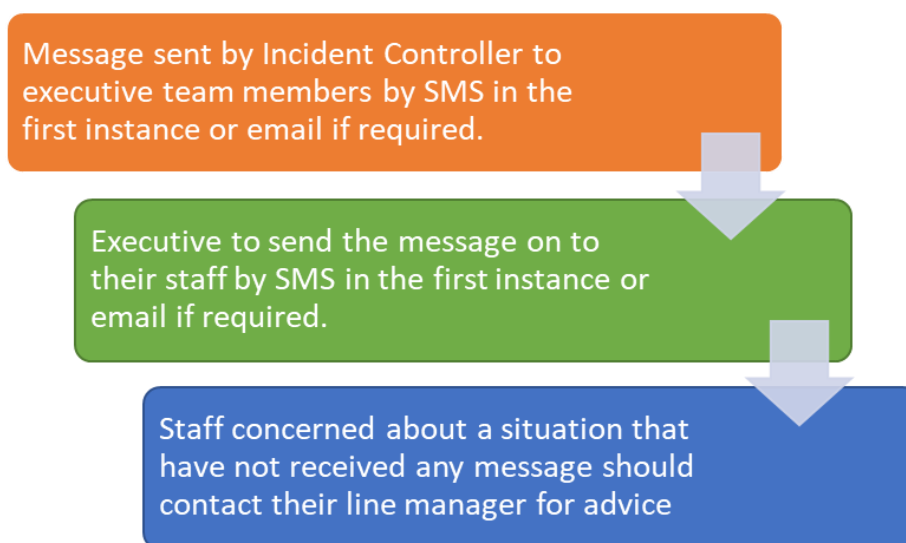 Message sent by Incident Controller to
executive team members by SMS in the
first instance or email if required.
Executive to send the message on to
their staff by SMS in the first instance or
email if required.
Staff concerned about a situation that
have not received any message should
contact their line manager for advice